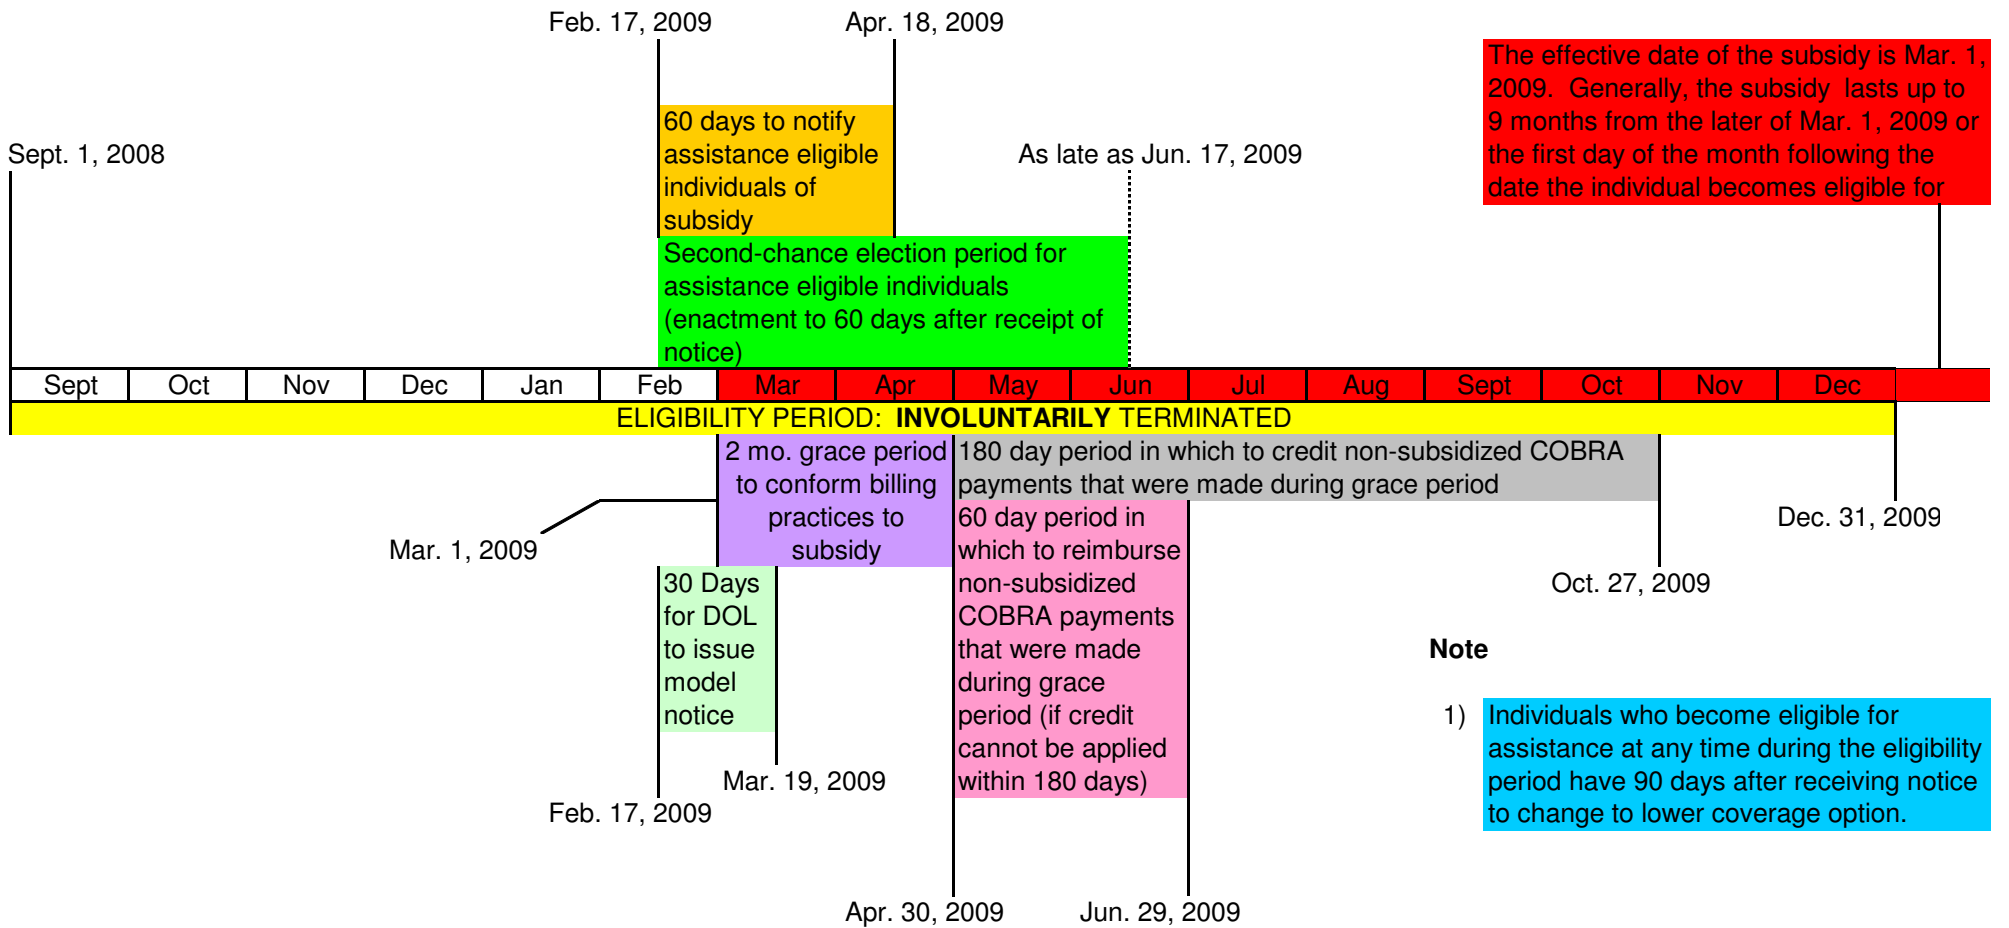 Feb. 17, 2009
Apr. 18, 2009
The effective date of the subsidy is Mar. 1,
2009. Generally, the subsidy lasts up to
9 months from the later of Mar. 1, 2009 or
the first day of the month following the
date the individual becomes eligible for
60 days to notify
assistance eligible
individuals of
subsidy
Sept. 1, 2008
As late as Jun. 17, 2009
Second-chance election period for
assistance eligible individuals
(enactment to 60 days after receipt of
notice)
Sept Oct Nov Dec Jan Feb Mar Apr May Jun Jul Aug Sept Oct Nov Dec
ELIGIBILITY PERIOD: INVOLUNTARILY TERMINATED
2 mo. grace period
to conform billing
practices to
subsidy
180 day period in which to credit non-subsidized COBRA
payments that were made during grace period
60 day period in
which to reimburse
non-subsidized
COBRA payments
that were made
during grace
period (if credit
cannot be applied
within 180 days)
Mar. 1, 2009
Dec. 31, 2009
Oct. 27, 2009
30 Days
for DOL
to issue
model
notice
Mar. 19, 2009
Feb. 17, 2009
Note
1) Individuals who become eligible for
assistance at any time during the eligibility
period have 90 days after receiving notice
to change to lower coverage option.
Apr. 30, 2009
Jun. 29, 2009